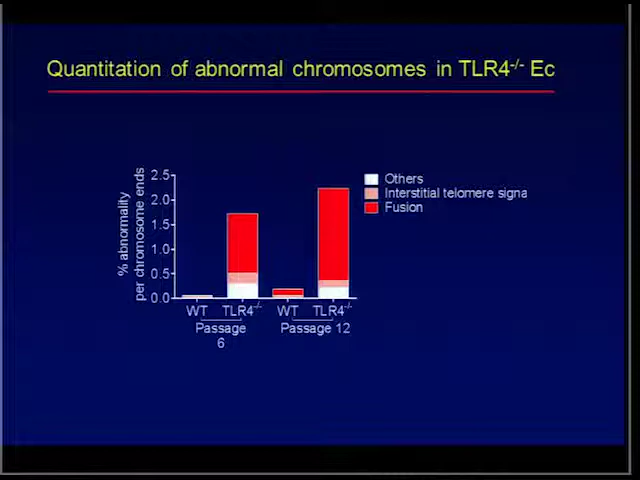 Quantitation of abnormal chromosomes in TLR4-/- Ec
% abnormality
per chromosome ends
2.5
2.0
1.5
1.0
0.5
0.0
Others
Interstitial telomere signa
Fusion
WT TLR4-/- WT TLR4-/-
Passage 6
Passage 12